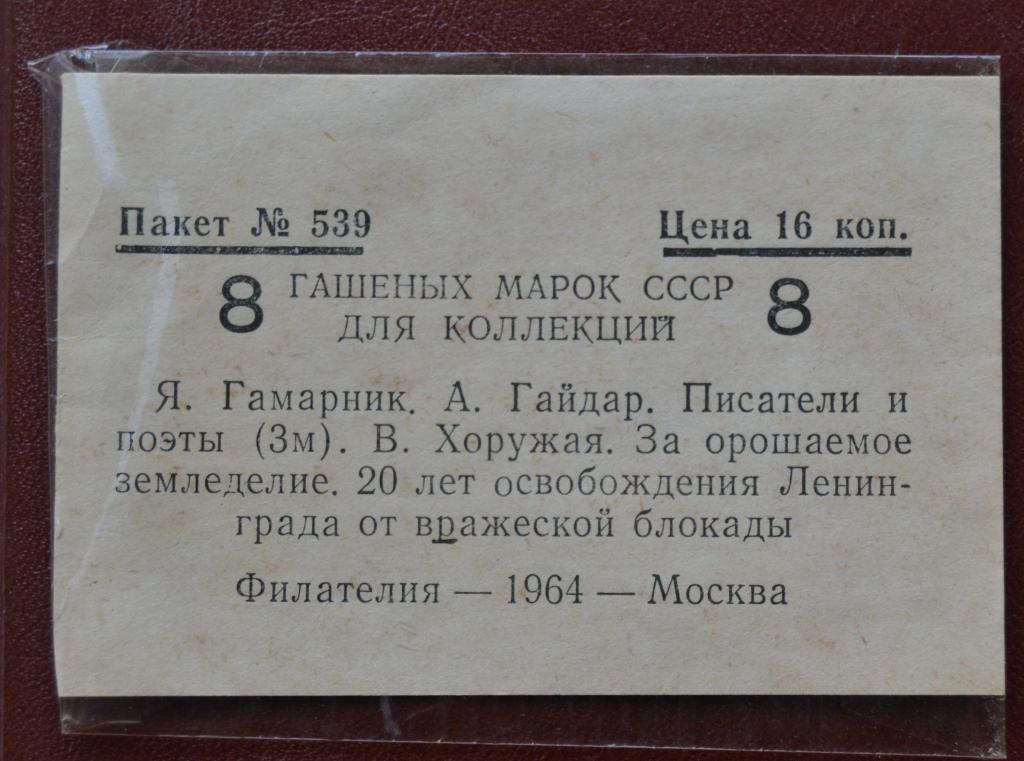 Пакет № 539 Цена 16 коп.
8 ГАШЕНЫХ МАРОК СССР 8
ДЛЯ КОЛЛЕКЦИЙ
Я. Гамарник. А. Гайдар. Писатели и
поэты (3м). В. Хоружая. За орошаемое
земледелие. 20 лет освобождения Ленин-
града от вражеской блокады
Филателия — 1964 — Москва